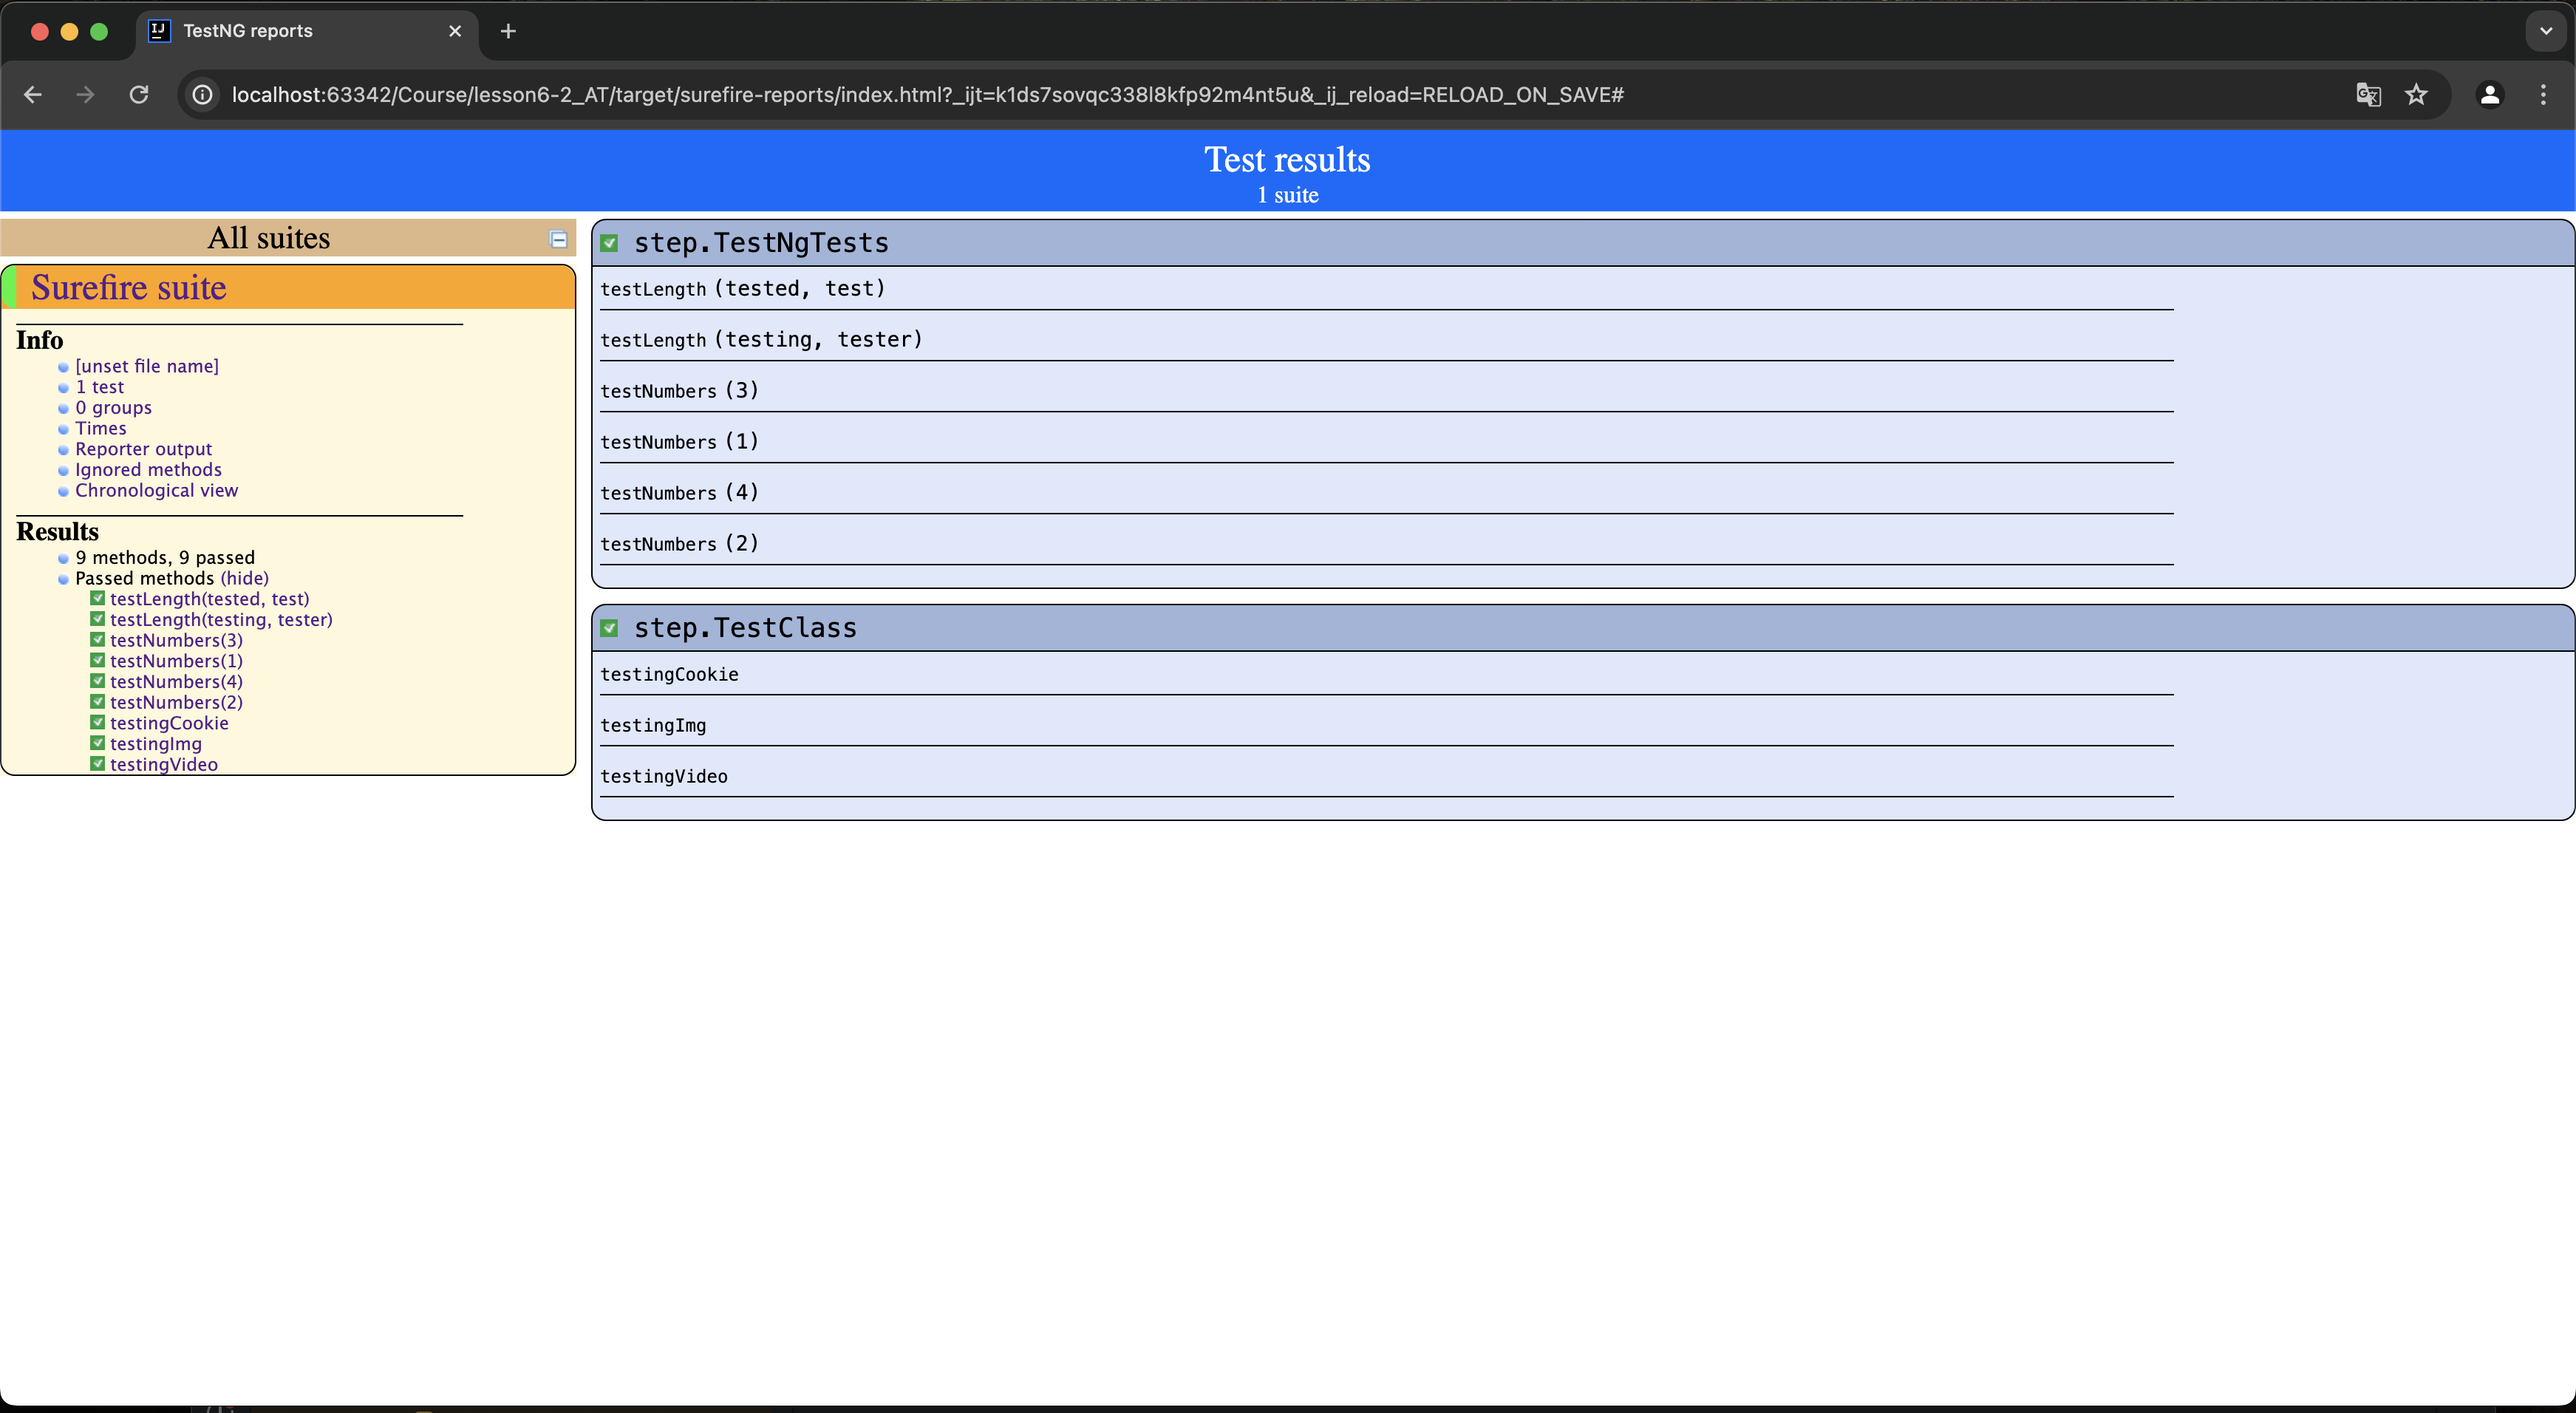 TestNG reports
localhost:63342/Course/lesson6-2_AT/target/surefire-reports/index.html?_ijt=k1ds7sovqc338l8kfp92m4nt5u&_ij_reload=RELOAD_ON_SAVE#
Test results
1 suite
All suites
Surefire suite
Info
[unset file name]
1 test
0 groups
Times
Reporter output
Ignored methods
Chronological view
Results
9 methods, 9 passed
Passed methods (hide)
testLength(tested, test)
testLength(testing, tester)
testNumbers(3)
testNumbers(1)
testNumbers(4)
testNumbers(2)
testingCookie
testingImg
testingVideo
step.TestNgTests
testLength (tested, test)
testLength (testing, tester)
testNumbers (3)
testNumbers (1)
testNumbers (4)
testNumbers (2)
step.TestClass
testingCookie
testingImg
testingVideo